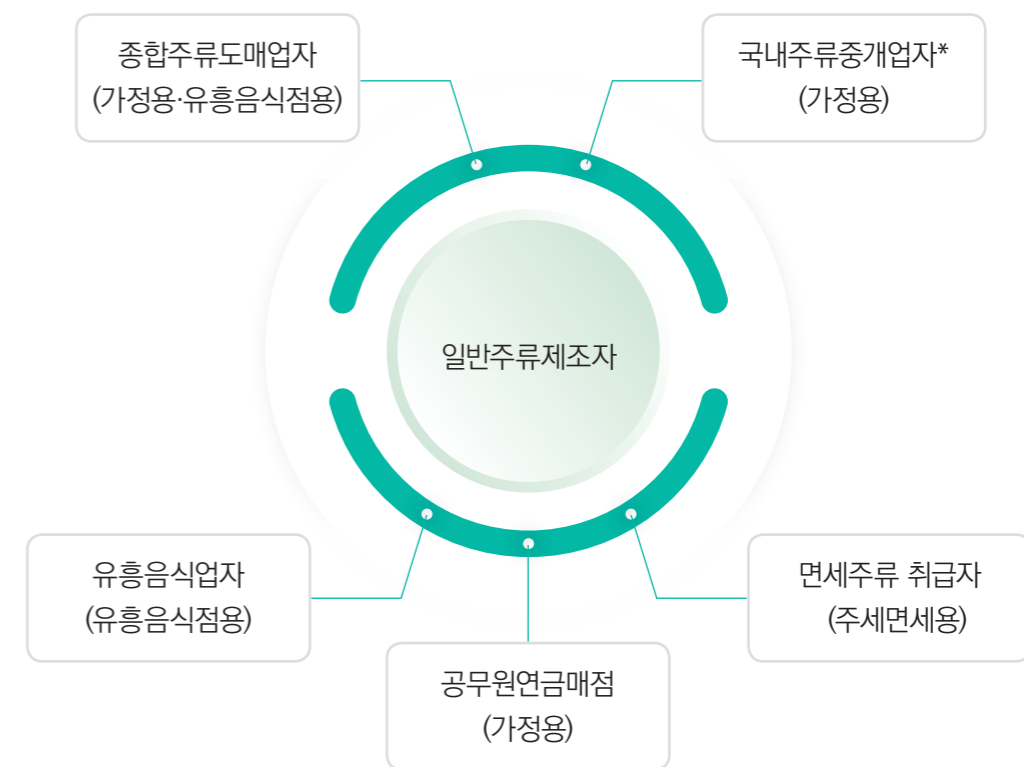 종합주류도매업자
(가정용·유흥음식점용)
국내주류중개업자*
(가정용)
일반주류제조자
유흥음식업자
(유흥음식점용)
면세주류 취급자
(주세면세용)
공무원연금매점
(가정용)